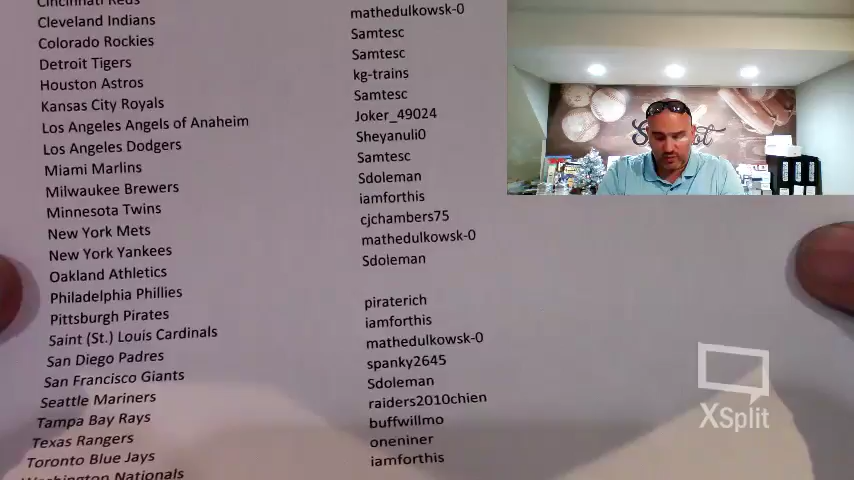 Cincinnati Reds
Cleveland Indians mathedulkowsk-0
Colorado Rockies Samtesc
Detroit Tigers Samtesc
Houston Astros kg-trains
Kansas City Royals Samtesc
Los Angeles Angels of Anaheim Joker_49024
Los Angeles Dodgers Sheyanuli0
Miami Marlins Samtesc
Milwaukee Brewers Sdoleman
Minnesota Twins iamforthis
New York Mets cjchambers75
New York Yankees mathedulkowsk-0
Oakland Athletics Sdoleman
Philadelphia Phillies
Pittsburgh Pirates piraterich
Saint (St.) Louis Cardinals iamforthis
San Diego Padres mathedulkowsk-0
San Francisco Giants spanky2645
Seattle Mariners Sdoleman
Tampa Bay Rays raiders2010chien
Texas Rangers buffwillmo
Toronto Blue Jays oneniner
Washington Nationals iamforthis
XSplit